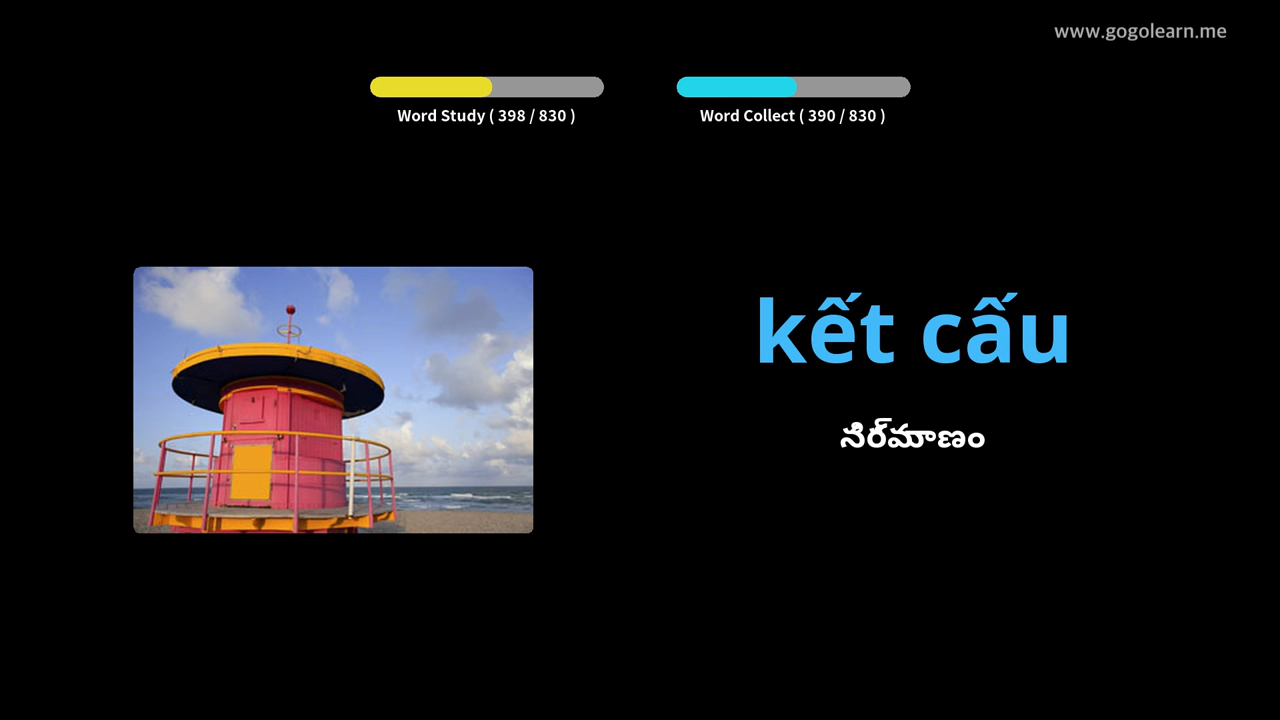 www.gogolearn.me
Word Study ( 398 / 830 )
Word Collect ( 390 / 830 )
kết cấu
నిర్‌మాణం